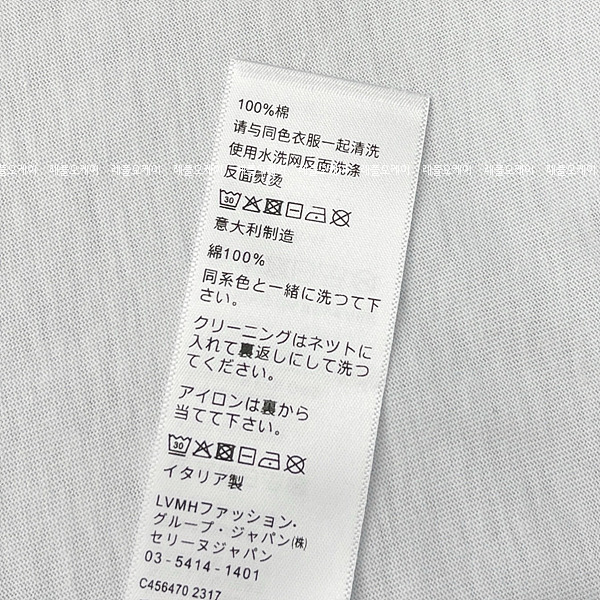 100%棉
请与同色衣服一起清洗
使用水洗网反面洗涤
反面熨烫
30
意大利制造
綿100%
同系色と一緒に洗つて下
さい。
クリーニングはネツトに
入れて裏返しにして洗つ
てください。
アイロンは裏から
当てて下さい。
30
イタリア製
LVMHファッション・
グループ・ジャパン㈱
セリーヌジャパン
03-5414-1401
C456470 2317